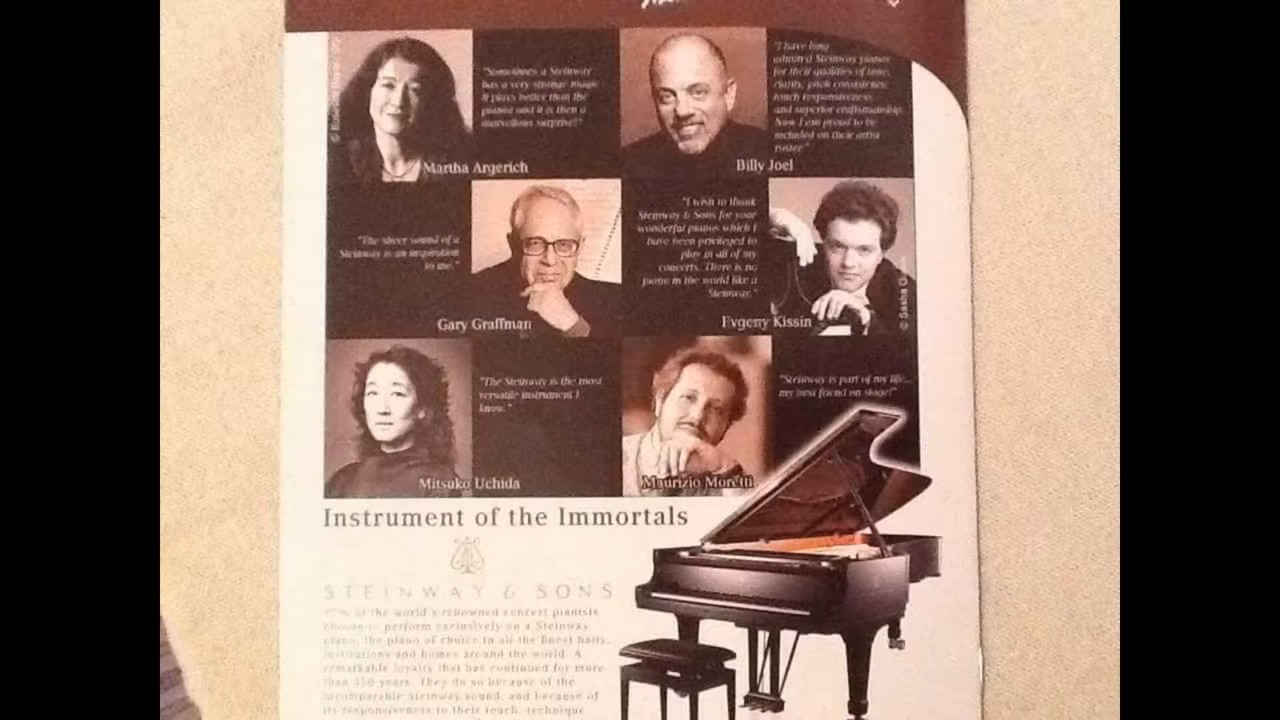 "Sometimes a Steinway
has a very strange magic
It plays better than the
pianist and it is then a
marvellous surprise!"
Martha Argerich
"I have long
admired Steinway pianos
for their qualities of tone,
clarity, pitch consistency,
touch responsiveness,
and superior craftsmanship.
Now I am proud to be
included on their artist
roster"
Billy Joel
"The sheer sound of a
Steinway is an inspiration
to me."
Gary Graffman
"I wish to thank
Steinway & Sons for your
wonderful pianos which I
have been privileged to
play in all of my
concerts. There is no
piano in the world like a
Steinway."
Evgeny Kissin
© Sasha
"The Steinway is the most
versatile instrument I
know."
Mitsuko Uchida
"Steinway is part of my life...
my best friend on stage!"
Maurizio Moretti
Instrument of the Immortals
STEINWAY & SONS
of the world's renowned concert pianists
choose to perform exclusively on a Steinway
piano, the piano of choice in all the finest halls,
institutions and homes around the world. A
remarkable loyalty that has continued for more
than 150 years. They do so because of the
incomparable Steinway sound, and because of
its responsiveness to their touch, technique